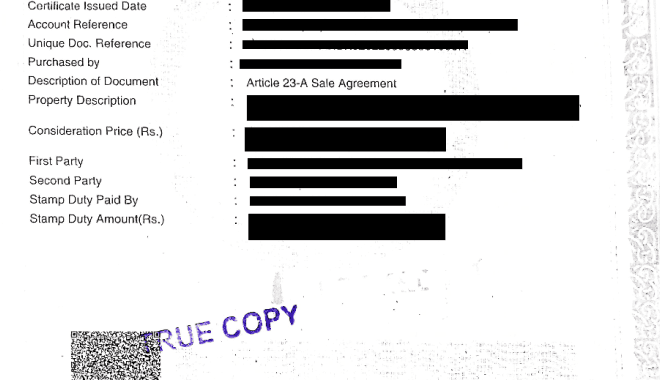 Certificate Issued Date :
Account Reference :
Unique Doc. Reference :
Purchased by :
Description of Document : Article 23-A Sale Agreement
Property Description :
Consideration Price (Rs.) :
First Party :
Second Party :
Stamp Duty Paid By :
Stamp Duty Amount(Rs.) :
TRUE COPY